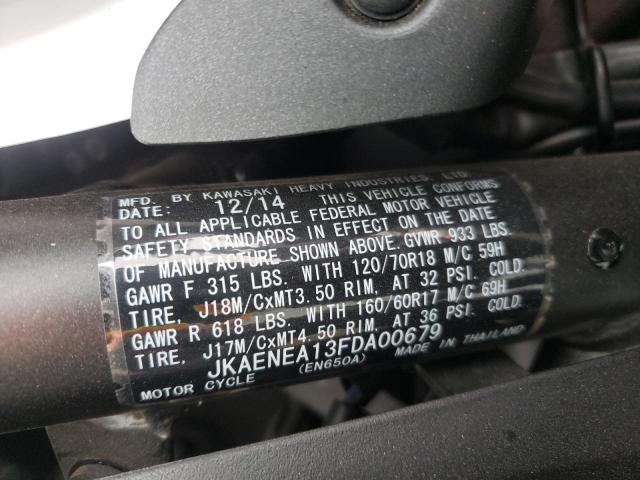 MFD. BY KAWASAKI HEAVY INDUSTRIES, LTD.
DATE: 12/14 THIS VEHICLE CONFORMS
TO ALL APPLICABLE FEDERAL MOTOR VEHICLE
SAFETY STANDARDS IN EFFECT ON THE DATE
OF MANUFACTURE SHOWN ABOVE. GVWR 933 LBS.
GAWR F 315 LBS. WITH 120/70R18 M/C 59H
TIRE, J18M/CxMT3.50 RIM, AT 32 PSI. COLD.
GAWR R 618 LBS. WITH 160/60R17 M/C 69H
TIRE, J17M/CxMT4.50 RIM, AT 36 PSI. COLD.
JKAENEA13FDA00679
MOTOR CYCLE (EN650A) MADE IN THAILAND